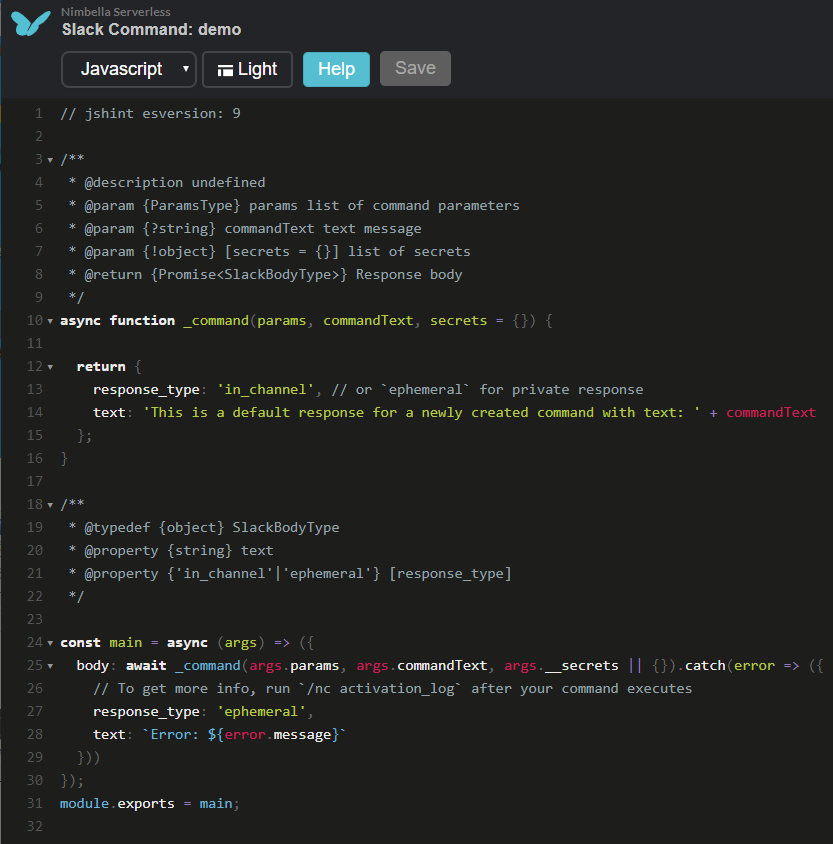 Nimbella Serverless
Slack Command: demo
Javascript ▾ Light Help Save
1 // jshint esversion: 9
2
3 /**
4  * @description undefined
5  * @param {ParamsType} params list of command parameters
6  * @param {?string} commandText text message
7  * @param {!object} [secrets = {}] list of secrets
8  * @return {Promise<SlackBodyType>} Response body
9  */
10 async function _command(params, commandText, secrets = {}) {
11
12   return {
13     response_type: 'in_channel', // or `ephemeral` for private response
14     text: 'This is a default response for a newly created command with text: ' + commandText
15   };
16 }
17
18 /**
19  * @typedef {object} SlackBodyType
20  * @property {string} text
21  * @property {'in_channel'|'ephemeral'} [response_type]
22  */
23
24 const main = async (args) => ({
25   body: await _command(args.params, args.commandText, args.__secrets || {}).catch(error => ({
26     // To get more info, run `/nc activation_log` after your command executes
27     response_type: 'ephemeral',
28     text: `Error: ${error.message}`
29   }))
30 });
31 module.exports = main;
32